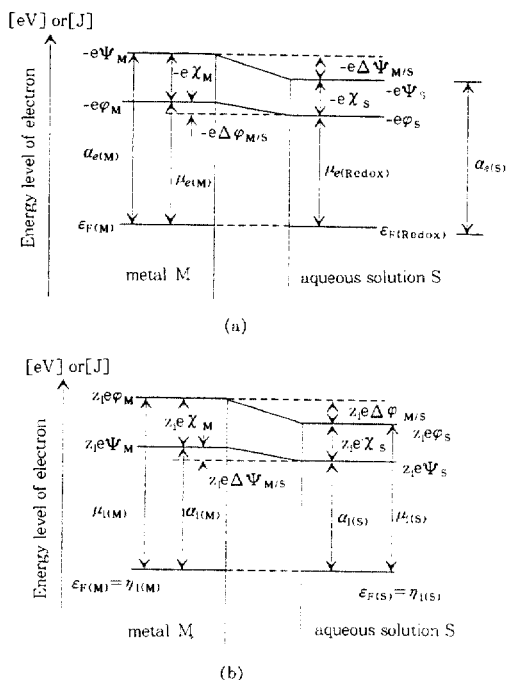 [eV] or[J]
Energy level of electron
-eΨM
-eχM
-eΔΨM/S
-eΨS
-eχS
-eφM
-eφS
-eΔφM/S
αe(M)
μe(M)
μe(Redox)
αe(S)
εF(M)
εF(Redox)
metal M
aqueous solution S
(a)
[eV] or[J]
Energy level of electron
zieφM
zieχM
zieΔφM/S
zieφS
zieχS
zieΨM
zieΨS
zieΔΨM/S
μi(M)
αi(M)
αi(S)
μi(S)
εF(M)=ηi(M)
εF(S)=ηi(S)
metal M
aqueous solution S
(b)